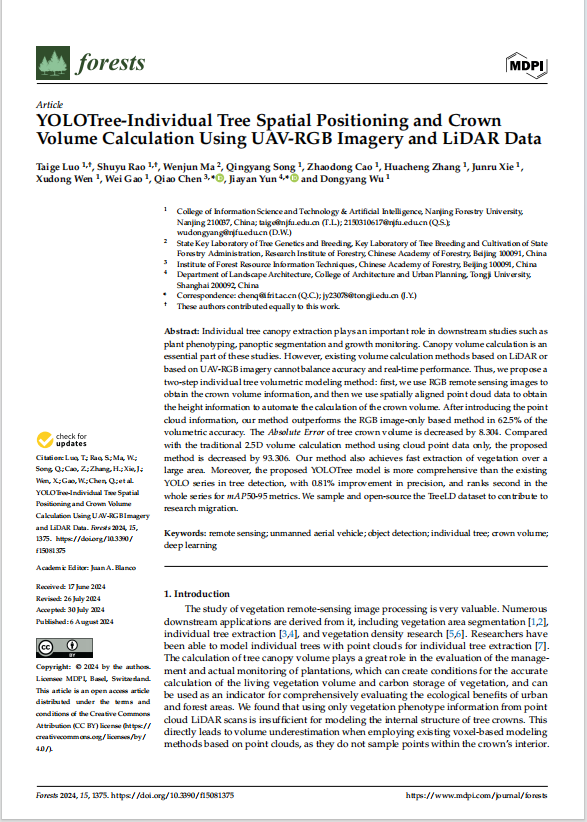 forests
MDPI
Article
YOLOTree-Individual Tree Spatial Positioning and Crown
Volume Calculation Using UAV-RGB Imagery and LiDAR Data
Taige Luo 1,†, Shuyu Rao 1,†, Wenjun Ma 2, Qingyang Song 1, Zhaodong Cao 1, Huacheng Zhang 1, Junru Xie 1,
Xudong Wen 1, Wei Gao 1, Qiao Chen 3,*, Jiayan Yun 4,* and Dongyang Wu 1
1 College of Information Science and Technology & Artificial Intelligence, Nanjing Forestry University,
Nanjing 210037, China; taige@njfu.edu.cn (T.L.); 2150310617@njfu.edu.cn (Q.S.);
wudongyang@njfu.edu.cn (D.W.)
2 State Key Laboratory of Tree Genetics and Breeding, Key Laboratory of Tree Breeding and Cultivation of State
Forestry Administration, Research Institute of Forestry, Chinese Academy of Forestry, Beijing 100091, China
3 Institute of Forest Resource Information Techniques, Chinese Academy of Forestry, Beijing 100091, China
4 Department of Landscape Architecture, College of Architecture and Urban Planning, Tongji University,
Shanghai 200092, China
* Correspondence: chenq@ifrit.ac.cn (Q.C.); jy23078@tongji.edu.cn (J.Y.)
† These authors contributed equally to this work.
Abstract: Individual tree canopy extraction plays an important role in downstream studies such as
plant phenotyping, panoptic segmentation and growth monitoring. Canopy volume calculation is an
essential part of these studies. However, existing volume calculation methods based on LiDAR or
based on UAV-RGB imagery cannot balance accuracy and real-time performance. Thus, we propose a
two-step individual tree volumetric modeling method: first, we use RGB remote sensing images to
obtain the crown volume information, and then we use spatially aligned point cloud data to obtain
the height information to automate the calculation of the crown volume. After introducing the point
cloud information, our method outperforms the RGB image-only based method in 62.5% of the
volumetric accuracy. The Absolute Error of tree crown volume is decreased by 8.304. Compared
with the traditional 2.5D volume calculation method using cloud point data only, the proposed
method is decreased by 93.306. Our method also achieves fast extraction of vegetation over a
large area. Moreover, the proposed YOLOTree model is more comprehensive than the existing
YOLO series in tree detection, with 0.81% improvement in precision, and ranks second in the
whole series for mAP50-95 metrics. We sample and open-source the TreeLD dataset to contribute to
research migration.
Keywords: remote sensing; unmanned aerial vehicle; object detection; individual tree; crown volume;
deep learning
check for
updates
Citation: Luo, T.; Rao, S.; Ma, W.;
Song, Q.; Cao, Z.; Zhang, H.; Xie, J.;
Wen, X.; Gao, W.; Chen, Q.; et al.
YOLOTree-Individual Tree Spatial
Positioning and Crown Volume
Calculation Using UAV-RGB Imagery
and LiDAR Data. Forests 2024, 15,
1375. https://doi.org/10.3390/
f15081375
Academic Editor: Juan A. Blanco
Received: 17 June 2024
Revised: 26 July 2024
Accepted: 30 July 2024
Published: 6 August 2024
CC BY
Copyright: © 2024 by the authors.
Licensee MDPI, Basel, Switzerland.
This article is an open access article
distributed under the terms and
conditions of the Creative Commons
Attribution (CC BY) license (https://
creativecommons.org/licenses/by/
4.0/).
1. Introduction
The study of vegetation remote-sensing image processing is very valuable. Numerous
downstream applications are derived from it, including vegetation area segmentation [1,2],
individual tree extraction [3,4], and vegetation density research [5,6]. Researchers have
been able to model individual trees with point clouds for individual tree extraction [7].
The calculation of tree canopy volume plays a great role in the evaluation of the manage-
ment and actual monitoring of plantations, which can create conditions for the accurate
calculation of the living vegetation volume and carbon storage of vegetation, and can
be used as an indicator for comprehensively evaluating the ecological benefits of urban
and forest areas. We found that using only vegetation phenotype information from point
cloud LiDAR scans is insufficient for modeling the internal structure of tree crowns. This
directly leads to volume underestimation when employing existing voxel-based modeling
methods based on point clouds, as they do not sample points within the crown's interior.
Forests 2024, 15, 1375. https://doi.org/10.3390/f15081375
https://www.mdpi.com/journal/forests